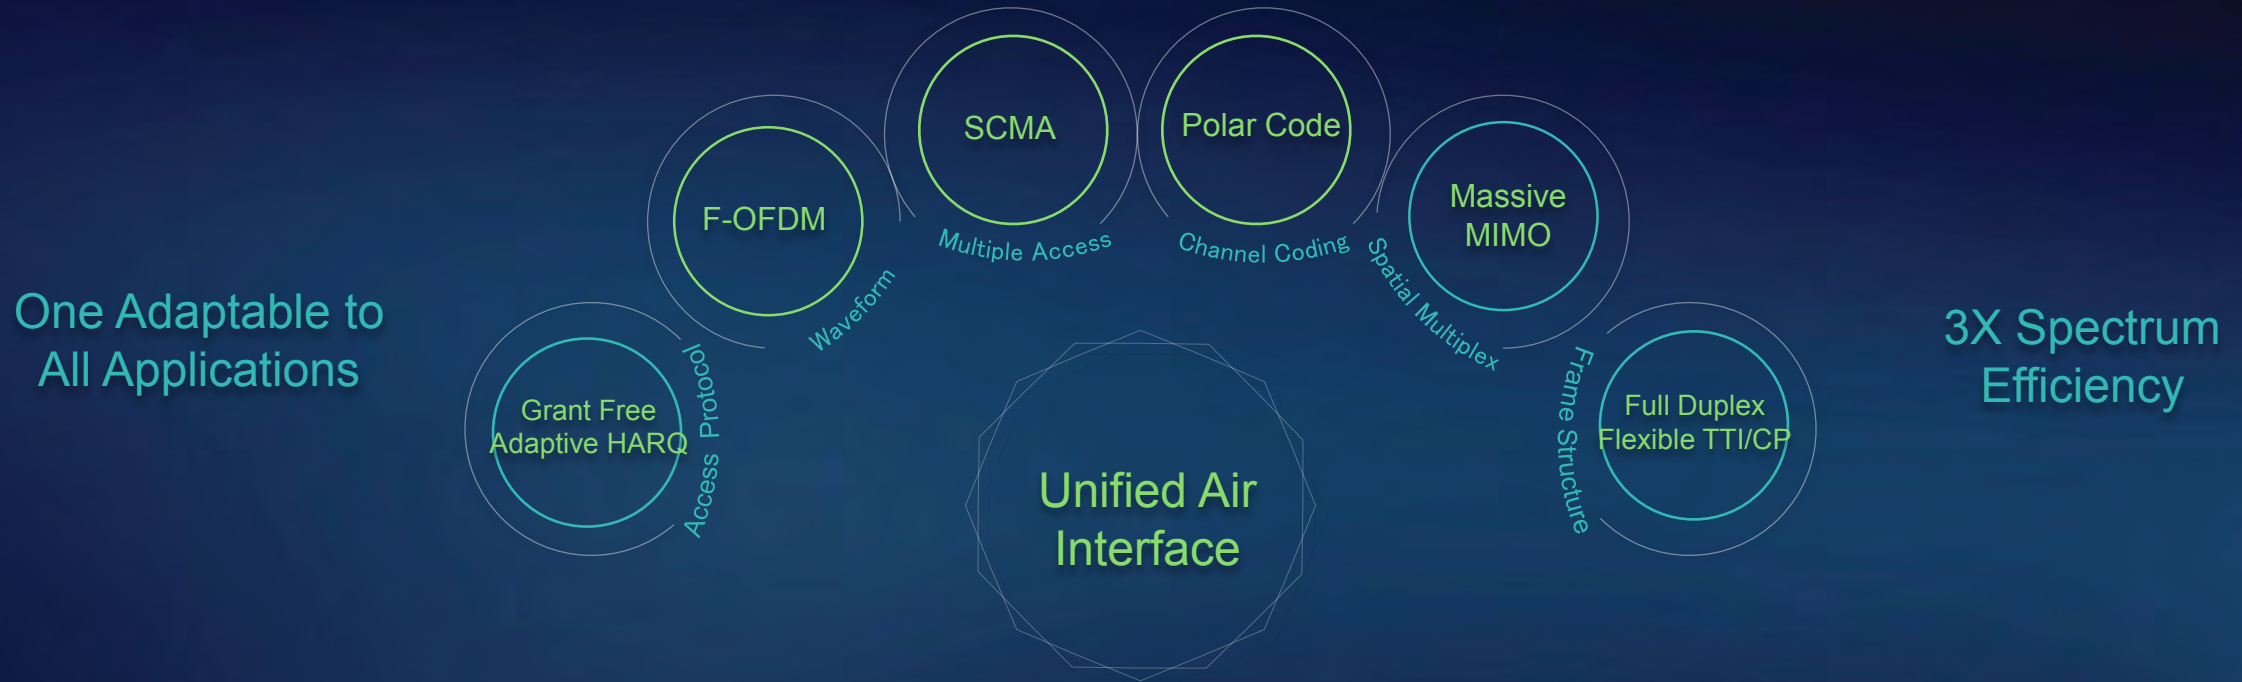 One Adaptable to
All Applications
Grant Free
Adaptive HARQ
Access Protocol
F-OFDM
Waveform
SCMA
Multiple Access
Polar Code
Channel Coding
Massive
MIMO
Spatial Multiplex
Full Duplex
Flexible TTI/CP
Frame Structure
Unified Air
Interface
3X Spectrum
Efficiency